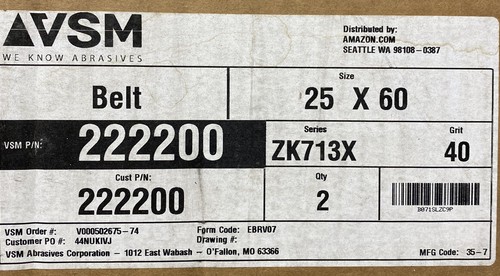 VSM
WE KNOW ABRASIVES
Distributed by:
AMAZON.COM
SEATTLE WA 98108-0387
Belt
Size
25 X 60
VSM P/N:
222200
Series
ZK713X
Grit
40
Cust P/N:
222200
Qty
2
B071SLZC9P
VSM Order #: V000502675-74 Form Code: EBRV07
Customer PO #: 44NUKIVJ Drawing #:
VSM Abrasives Corporation - 1012 East Wabash - O'Fallon, MO 63366 MFG Code: 35-7